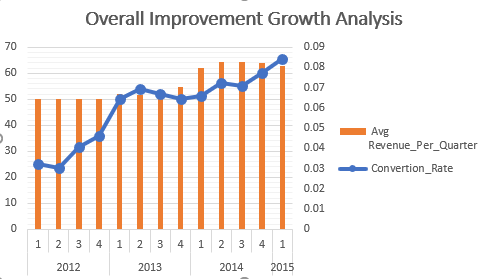 Overall Improvement Growth Analysis
70 0.09
60 0.08
50 0.07
40 0.06
30 0.05
20 0.04
10 0.03
0 0.02
0.01
0
Avg
Revenue_Per_Quarter
Convertion_Rate
1 2 3 4 1 2 3 4 1 2 3 4 1
2012 2013 2014 2015